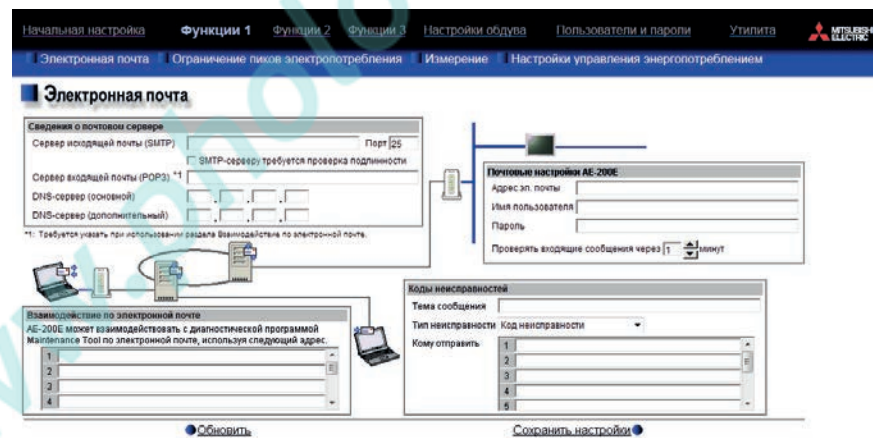 Начальная настройка Функции 1 Функции 2 Функции 3 Настройки обдува Пользователи и пароли Утилита MITSUBISHI ELECTRIC
Электронная почта Ограничение пиков электропотребления Измерение Настройки управления энергопотреблением
Электронная почта
Сведения о почтовом сервере
Сервер исходящей почты (SMTP) Порт 25
SMTP-серверу требуется проверка подлинности
Сервер входящей почты (POP3) *1
DNS-сервер (основной) . . .
DNS-сервер (дополнительный) . . .
*1: Требуется указать при использовании раздела Взаимодействие по электронной почте.
Почтовые настройки AE-200E
Адрес эл. почты
Имя пользователя
Пароль
Проверять входящие сообщения через 1 минут
Взаимодействие по электронной почте
AE-200E может взаимодействовать с диагностической программой
Maintenance Tool по электронной почте, используя следующий адрес.
1
2
3
4
Коды неисправностей
Тема сообщения
Тип неисправности Код неисправности
Кому отправить 1
2
3
4
5
Обновить Сохранить настройки